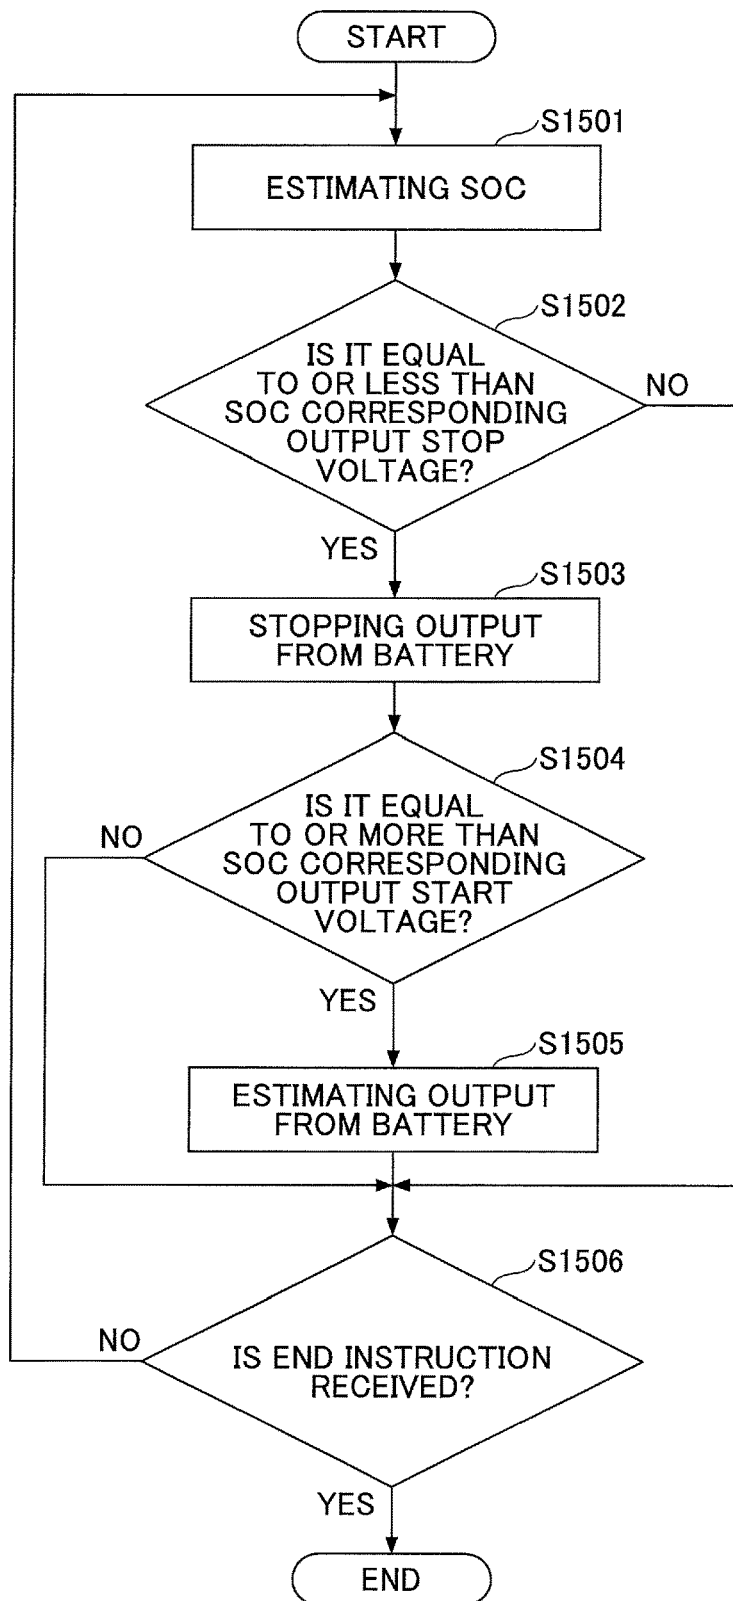 START
S1501
ESTIMATING SOC
S1502
IS IT EQUAL
TO OR LESS THAN
SOC CORRESPONDING
OUTPUT STOP
VOLTAGE?
NO
YES
S1503
STOPPING OUTPUT
FROM BATTERY
S1504
IS IT EQUAL
TO OR MORE THAN
SOC CORRESPONDING
OUTPUT START
VOLTAGE?
NO
YES
S1505
ESTIMATING OUTPUT
FROM BATTERY
S1506
IS END INSTRUCTION
RECEIVED?
NO
YES
END